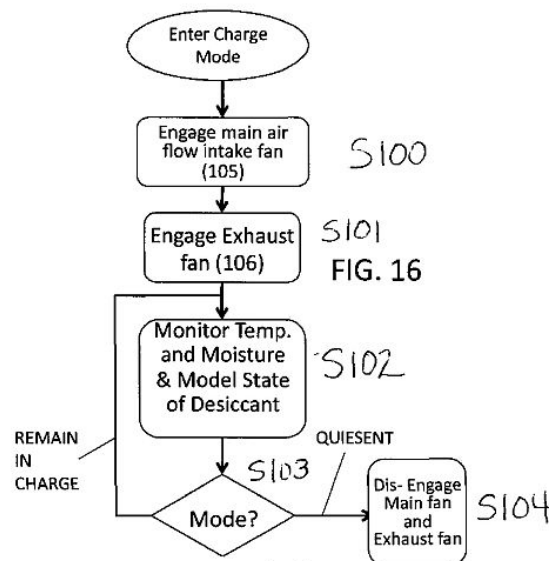 Enter Charge
Mode
Engage main air
flow intake fan
(105)
S100
Engage Exhaust
fan (106)
S101
FIG. 16
Monitor Temp.
and Moisture
& Model State
of Desiccant
S102
REMAIN
IN
CHARGE
S103
QUIESENT
Mode?
Dis- Engage
Main fan
and
Exhaust fan
S104